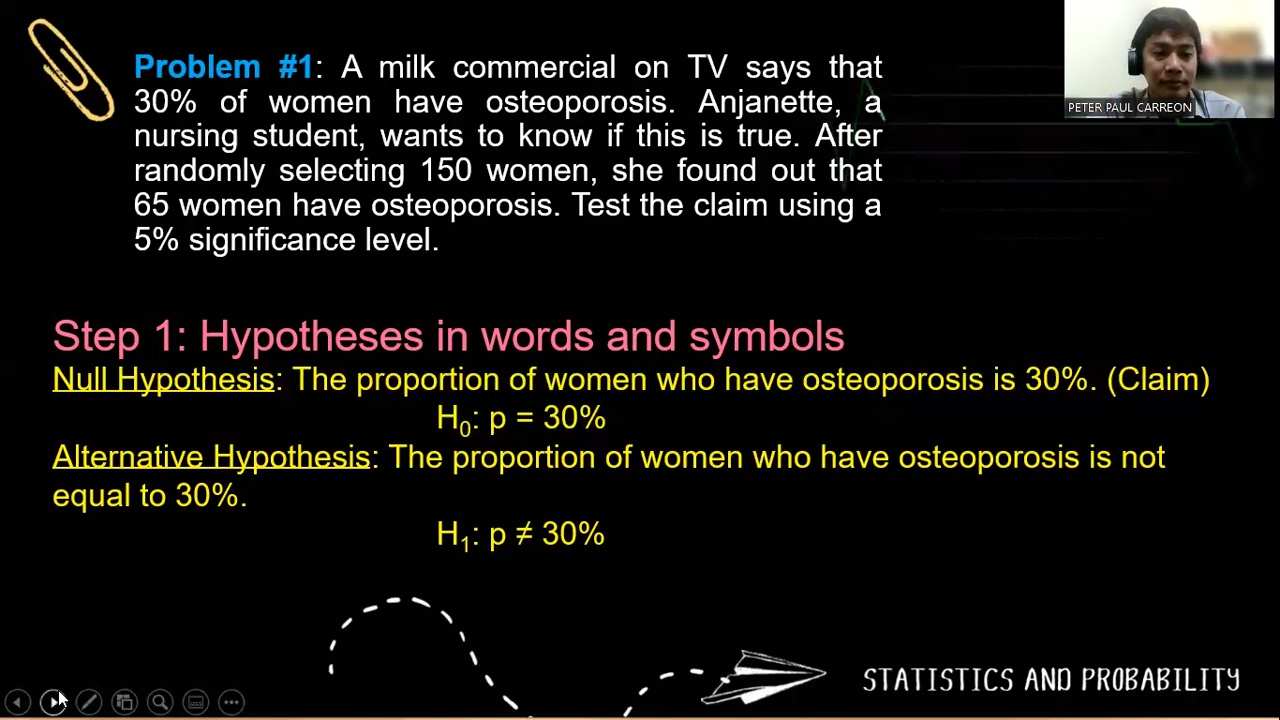 Problem #1: A milk commercial on TV says that
30% of women have osteoporosis. Anjanette, a
nursing student, wants to know if this is true. After
randomly selecting 150 women, she found out that
65 women have osteoporosis. Test the claim using a
5% significance level.
PETER PAUL CARREON
Step 1: Hypotheses in words and symbols
Null Hypothesis: The proportion of women who have osteoporosis is 30%. (Claim)
H₀: p = 30%
Alternative Hypothesis: The proportion of women who have osteoporosis is not
equal to 30%.
H₁: p ≠ 30%
STATISTICS AND PROBABILITY